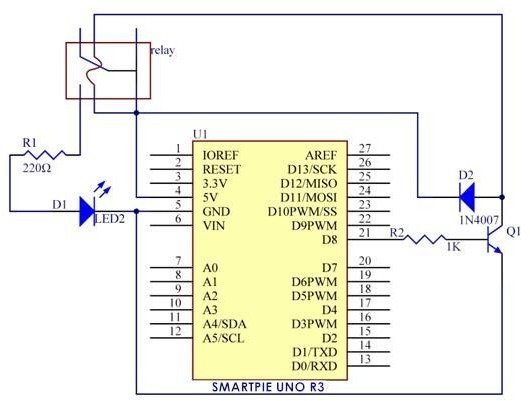 relay
U1
R1
220Ω
D1
LED2
1 IOREF
2 RESET
3 3.3V
4 5V
5 GND
6 VIN
7 A0
8 A1
9 A2
10 A3
11 A4/SDA
12 A5/SCL
AREF 27
D13/SCK 26
D12/MISO 25
D11/MOSI 24
D10PWM/SS 23
D9PWM 22
D8 21
D7 20
D6PWM 19
D5PWM 18
D4 17
D3PWM 16
D2 15
D1/TXD 14
D0/RXD 13
R2
1K
D2
1N4007
Q1
SMARTPIE UNO R3